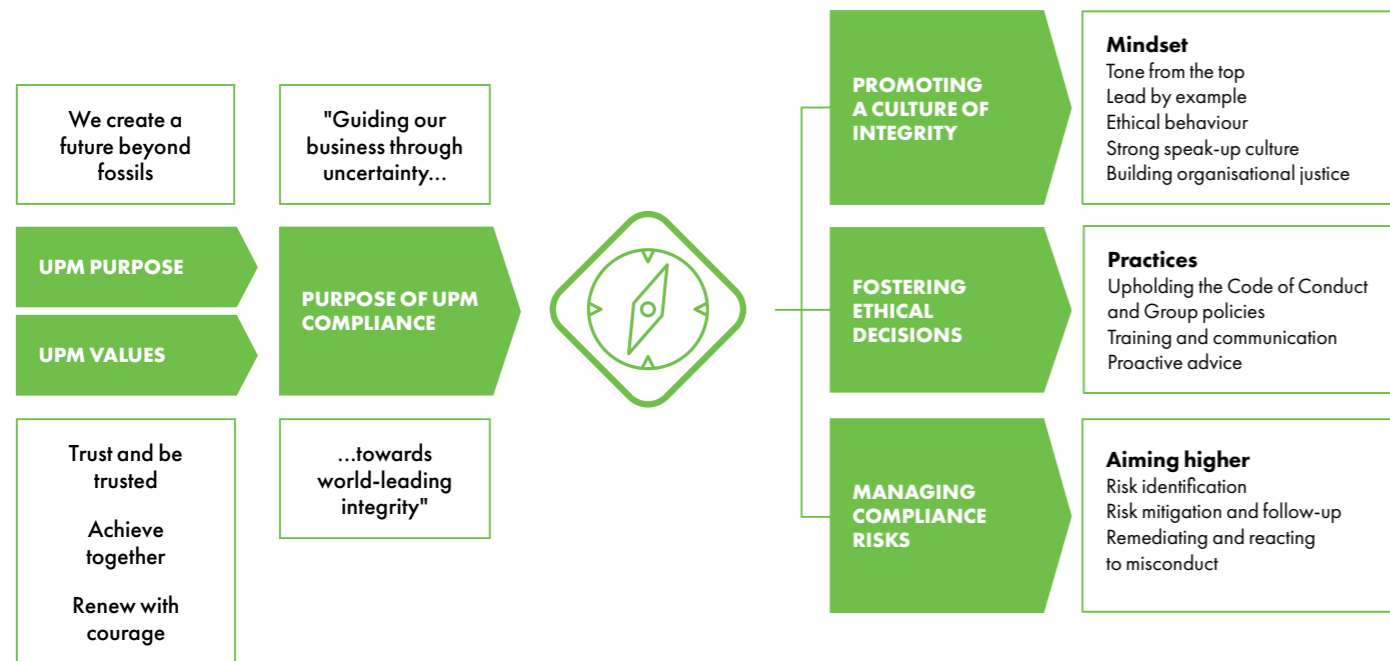 We create a
future beyond
fossils
UPM PURPOSE
UPM VALUES
Trust and be
trusted
Achieve
together
Renew with
courage
"Guiding our
business through
uncertainty...
PURPOSE OF UPM
COMPLIANCE
...towards
world-leading
integrity"
PROMOTING
A CULTURE OF
INTEGRITY
Mindset
Tone from the top
Lead by example
Ethical behaviour
Strong speak-up culture
Building organisational justice
FOSTERING
ETHICAL
DECISIONS
Practices
Upholding the Code of Conduct
and Group policies
Training and communication
Proactive advice
MANAGING
COMPLIANCE
RISKS
Aiming higher
Risk identification
Risk mitigation and follow-up
Remediating and reacting
to misconduct